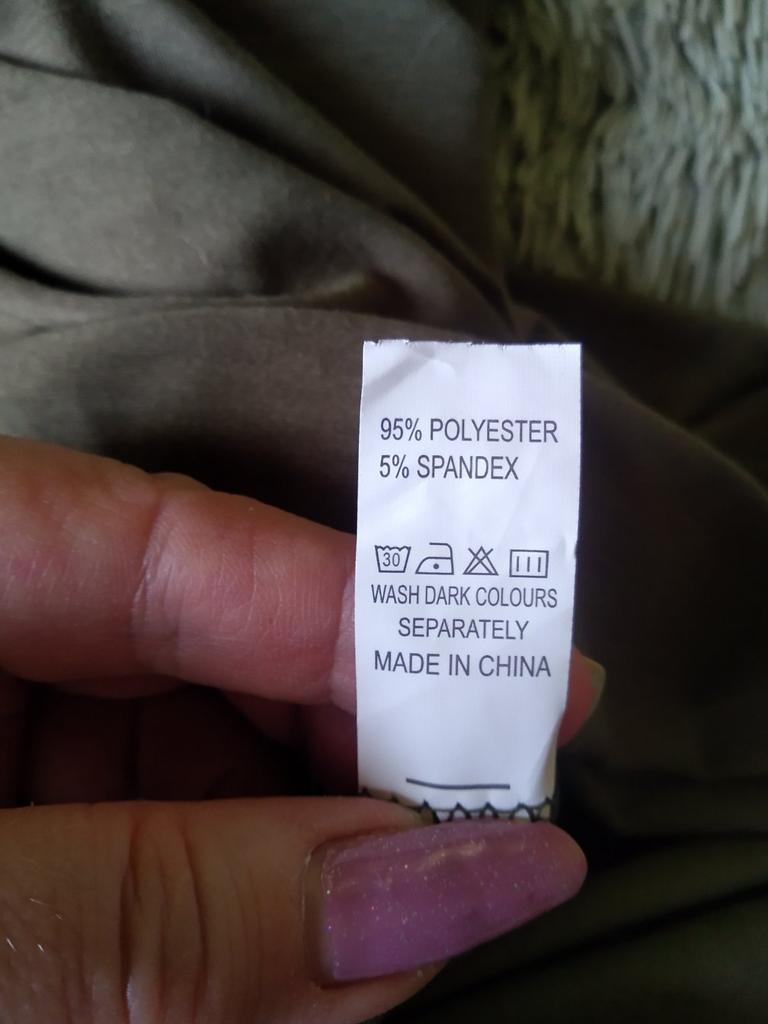 95% POLYESTER
5% SPANDEX
30
WASH DARK COLOURS
SEPARATELY
MADE IN CHINA